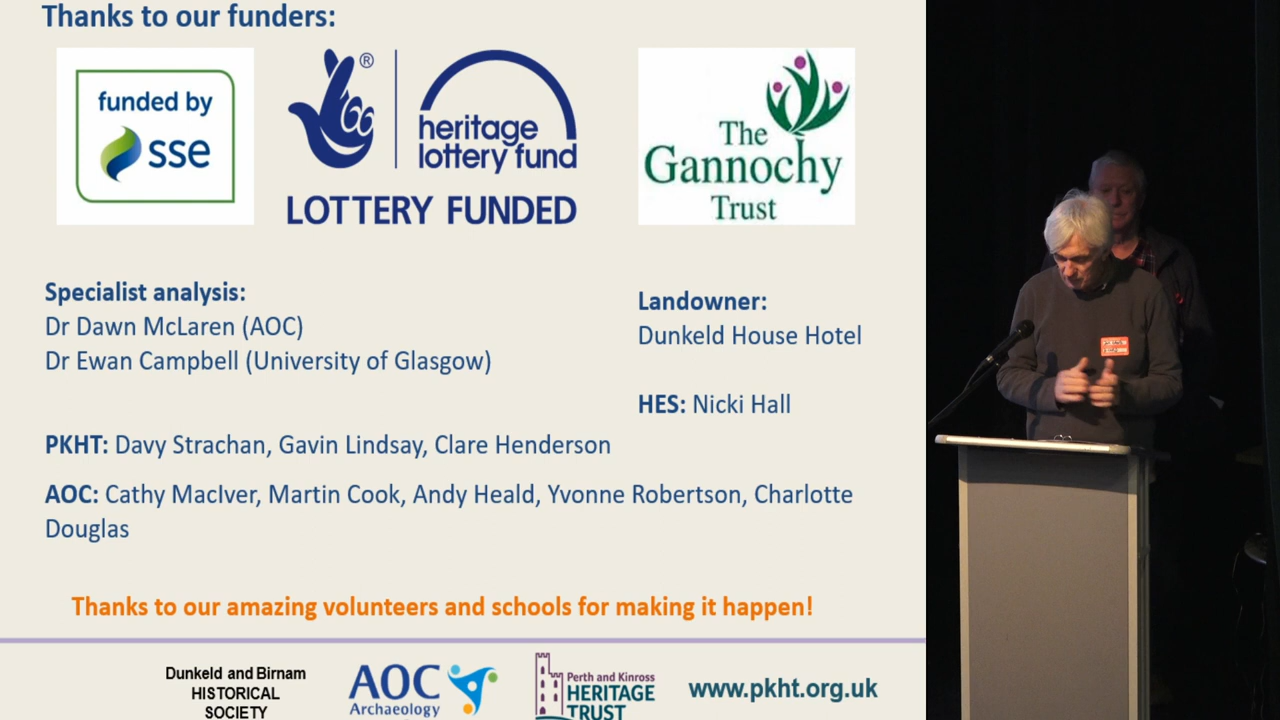 Thanks to our funders:
funded by
sse
®
heritage
lottery fund
LOTTERY FUNDED
The
Gannochy
Trust
Specialist analysis:
Dr Dawn McLaren (AOC)
Dr Ewan Campbell (University of Glasgow)
Landowner:
Dunkeld House Hotel
HES: Nicki Hall
PKHT: Davy Strachan, Gavin Lindsay, Clare Henderson
AOC: Cathy MacIver, Martin Cook, Andy Heald, Yvonne Robertson, Charlotte
Douglas
Thanks to our amazing volunteers and schools for making it happen!
Dunkeld and Birnam
HISTORICAL
SOCIETY
AOC
Archaeology
Perth and Kinross
HERITAGE
TRUST
www.pkht.org.uk